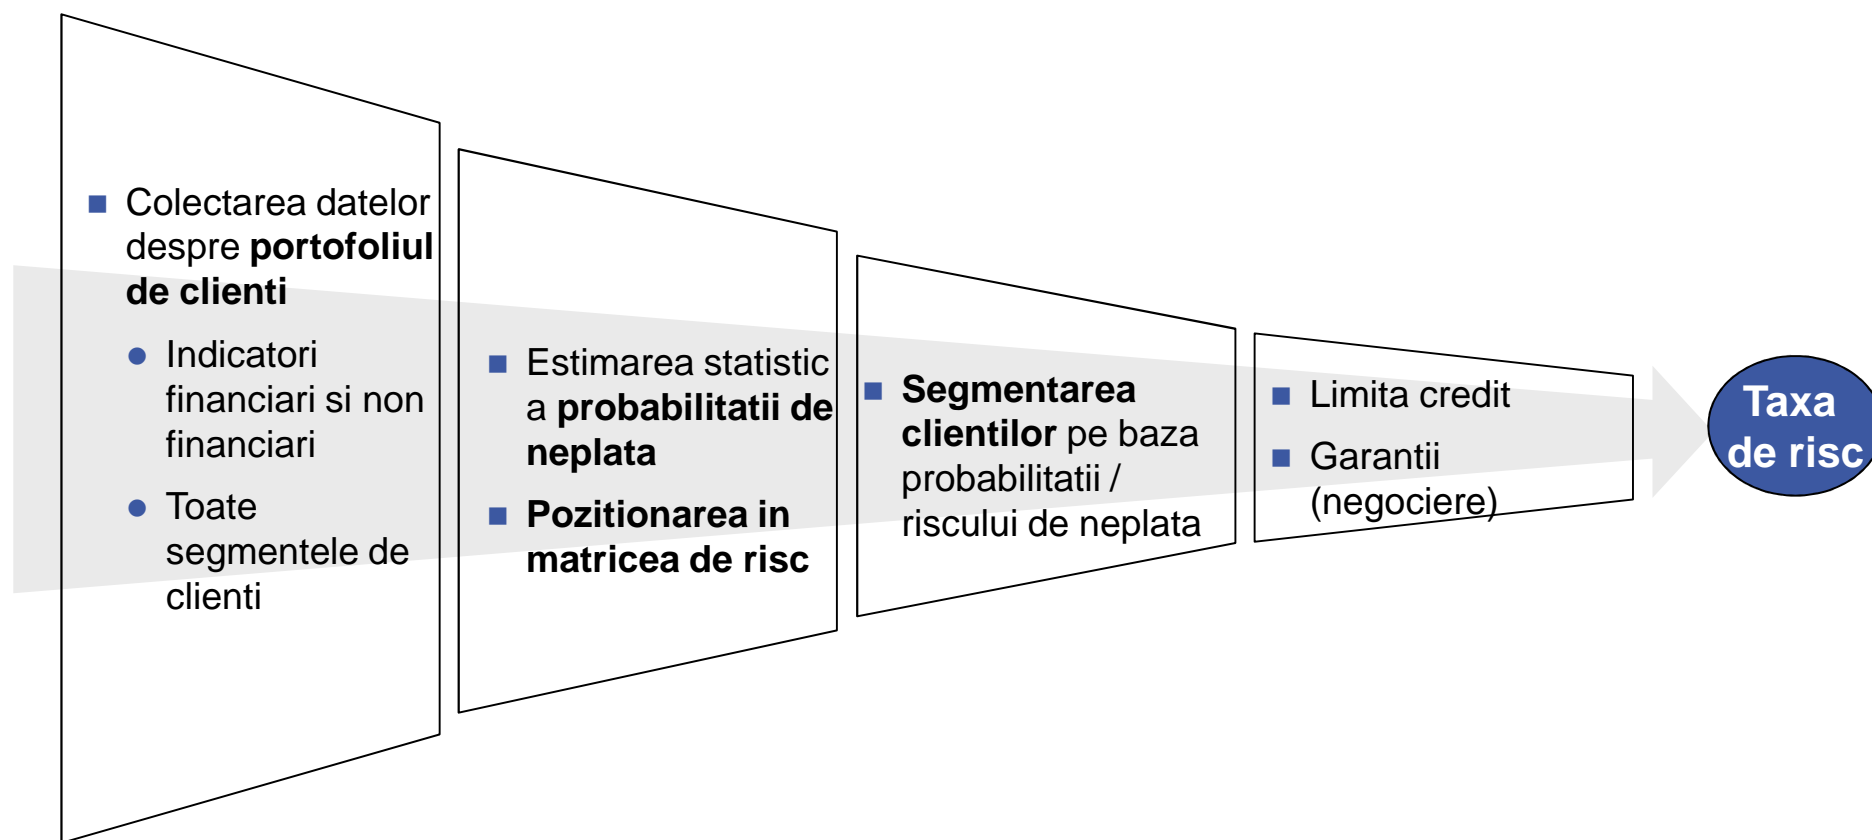 Colectarea datelor
despre portofoliul
de clienti
Indicatori
financiari si non
financiari
Toate
segmentele de
clienti
Estimarea statistic
a probabilitatii de
neplata
Pozitionarea in
matricea de risc
Segmentarea
clientilor pe baza
probabilitatii /
riscului de neplata
Limita credit
Garantii
(negociere)
Taxa
de risc